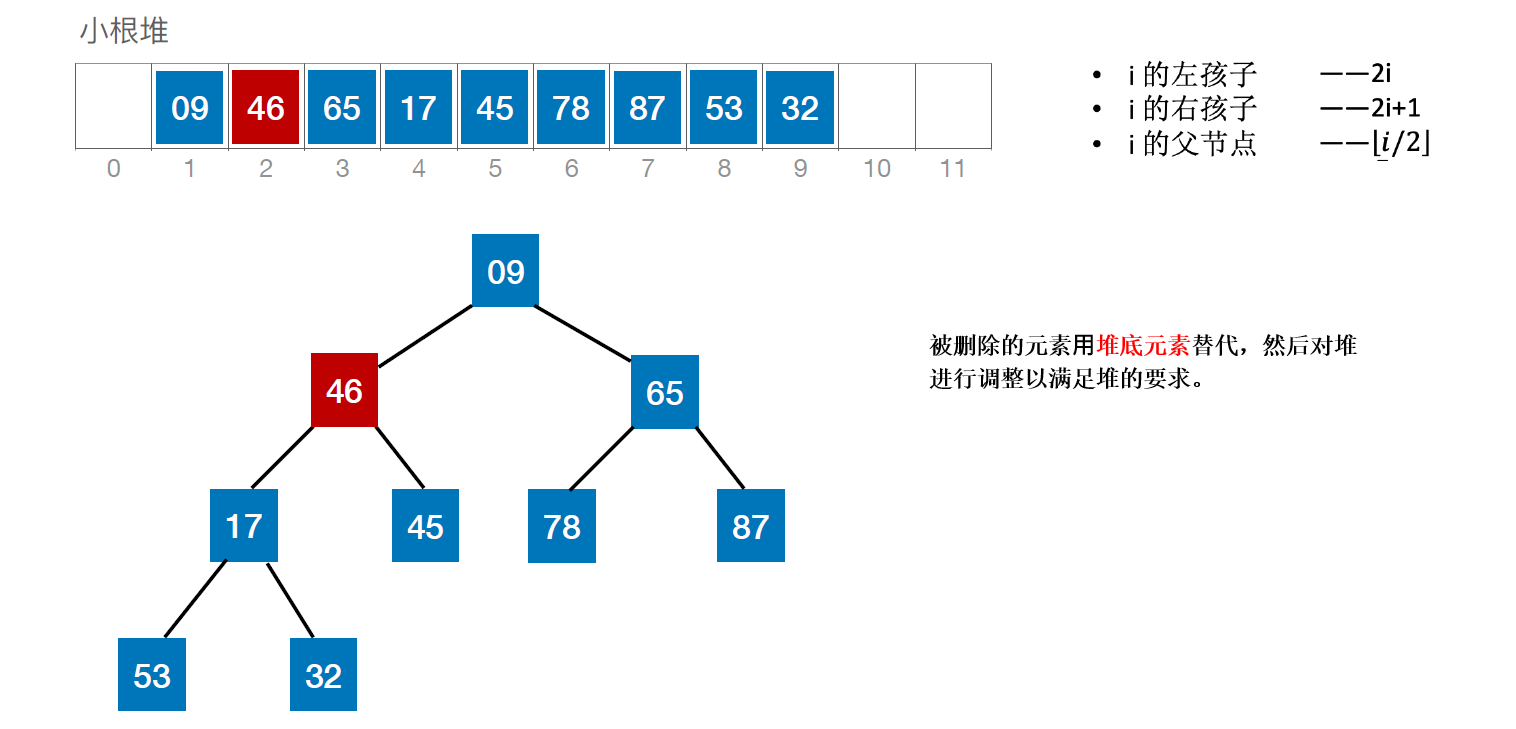 小根堆
09 46 65 17 45 78 87 53 32
0 1 2 3 4 5 6 7 8 9 10 11
• i 的左孩子 ——2i
• i 的右孩子 ——2i+1
• i 的父节点 ——⌊i/2⌋
09
46 65
17 45 78 87
53 32
被删除的元素用堆底元素替代，然后对堆
进行调整以满足堆的要求。